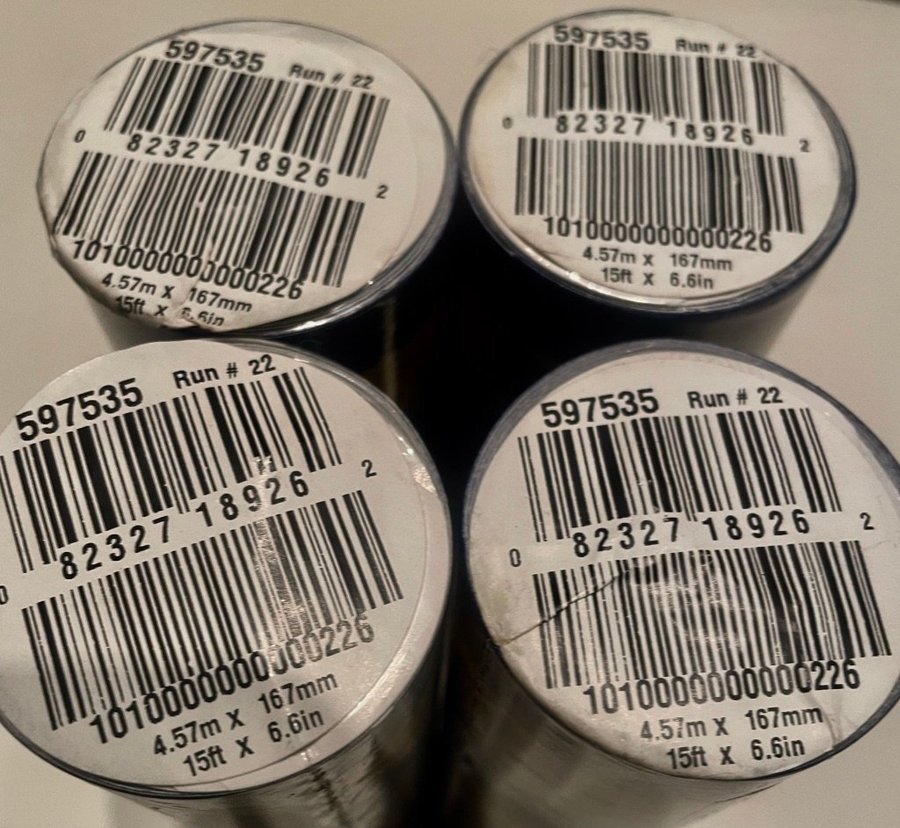 597535 Run # 22
0 82327 18926 2
1010000000000226
4.57m x 167mm
15ft x 6.6in
597535 Run # 22
0 82327 18926 2
1010000000000226
4.57m x 167mm
15ft x 6.6in
597535 Run # 22
0 82327 18926 2
1010000000000226
4.57m x 167mm
15ft x 6.6in
597535 Run # 22
0 82327 18926 2
1010000000000226
4.57m x 167mm
15ft x 6.6in